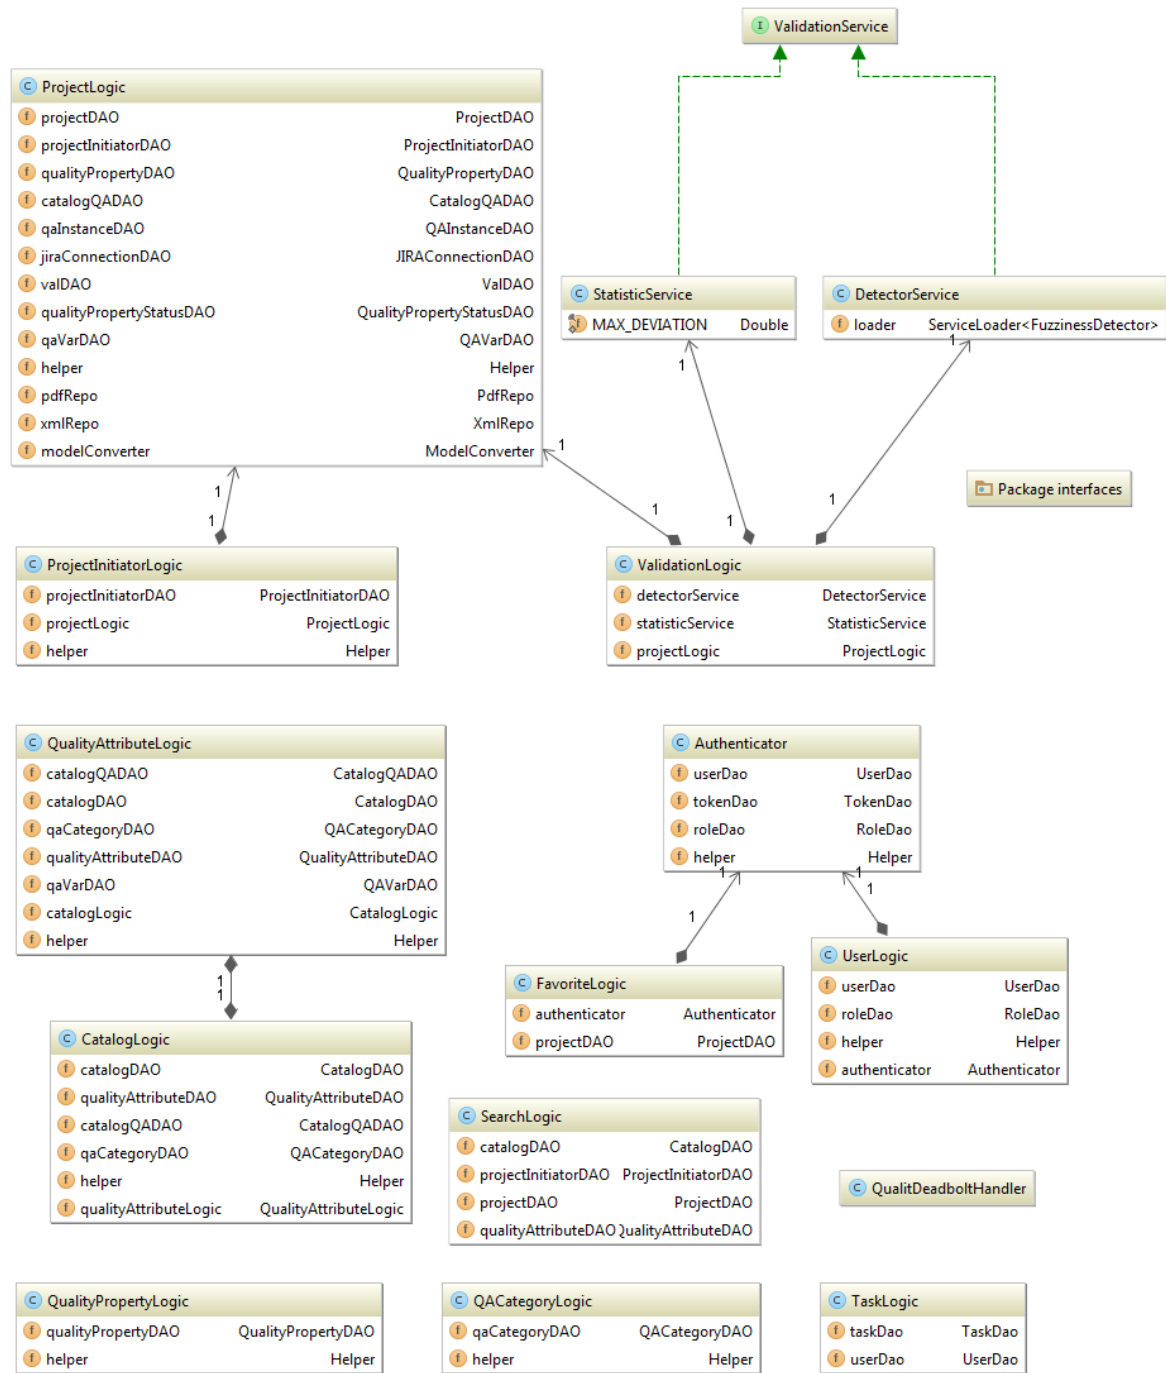 ValidationService
ProjectLogic
projectDAO ProjectDAO
projectInitiatorDAO ProjectInitiatorDAO
qualityPropertyDAO QualityPropertyDAO
catalogQADAO CatalogQADAO
qaInstanceDAO QAInstanceDAO
jiraConnectionDAO JIRAConnectionDAO
valDAO ValDAO
qualityPropertyStatusDAO QualityPropertyStatusDAO
qaVarDAO QAVarDAO
helper Helper
pdfRepo PdfRepo
xmlRepo XmlRepo
modelConverter ModelConverter
StatisticService
MAX_DEVIATION Double
DetectorService
loader ServiceLoader<FuzzinessDetector>
1
1
1
Package interfaces
1
1
1
1
ProjectInitiatorLogic
projectInitiatorDAO ProjectInitiatorDAO
projectLogic ProjectLogic
helper Helper
ValidationLogic
detectorService DetectorService
statisticService StatisticService
projectLogic ProjectLogic
QualityAttributeLogic
catalogQADAO CatalogQADAO
catalogDAO CatalogDAO
qaCategoryDAO QACategoryDAO
qualityAttributeDAO QualityAttributeDAO
qaVarDAO QAVarDAO
catalogLogic CatalogLogic
helper Helper
Authenticator
userDao UserDao
tokenDao TokenDao
roleDao RoleDao
helper Helper
1
1
1
1
1
1
FavoriteLogic
authenticator Authenticator
projectDAO ProjectDAO
UserLogic
userDao UserDao
roleDao RoleDao
helper Helper
authenticator Authenticator
CatalogLogic
catalogDAO CatalogDAO
qualityAttributeDAO QualityAttributeDAO
catalogQADAO CatalogQADAO
qaCategoryDAO QACategoryDAO
helper Helper
qualityAttributeLogic QualityAttributeLogic
SearchLogic
catalogDAO CatalogDAO
projectInitiatorDAO ProjectInitiatorDAO
projectDAO ProjectDAO
qualityAttributeDAO QualityAttributeDAO
QualitDeadboltHandler
QualityPropertyLogic
qualityPropertyDAO QualityPropertyDAO
helper Helper
QACategoryLogic
qaCategoryDAO QACategoryDAO
helper Helper
TaskLogic
taskDao TaskDao
userDao UserDao